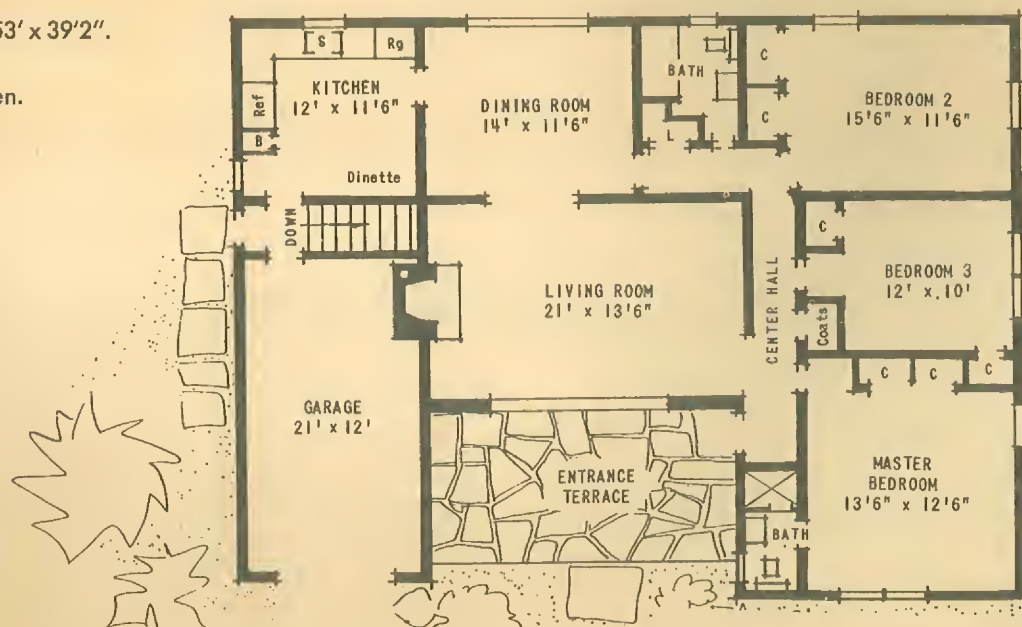 53' x 39'2".
en.
S
Rg
Ref
B
KITCHEN
12' x 11'6"
Dinette
DINING ROOM
14' x 11'6"
BATH
L
C
C
BEDROOM 2
15'6" x 11'6"
DOWN
LIVING ROOM
21' x 13'6"
CENTER HALL
C
BEDROOM 3
12' x 10'
Coats
C
C
C
GARAGE
21' x 12'
ENTRANCE
TERRACE
MASTER
BEDROOM
13'6" x 12'6"
BATH